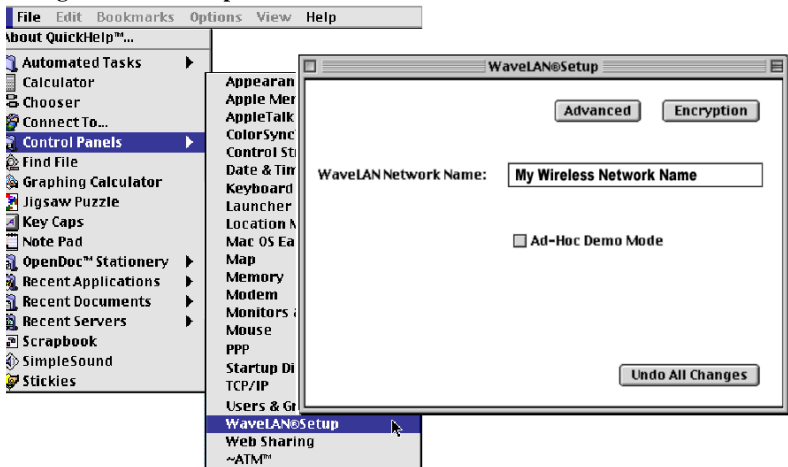 File Edit Bookmarks Options View Help
About QuickHelp™...
Automated Tasks
Calculator
Chooser
ConnectTo...
Control Panels
Find File
Graphing Calculator
Jigsaw Puzzle
Key Caps
Note Pad
OpenDoc™ Stationery
Recent Applications
Recent Documents
Recent Servers
Scrapbook
SimpleSound
Stickies
Appearan
Apple Mer
AppleTalk
ColorSync
Control Str
Date & Tim
Keyboard
Launcher
Location M
Mac OS Ea
Map
Memory
Modem
Monitors &
Mouse
PPP
Startup Di
TCP/IP
Users & Gr
WaveLAN®Setup
Web Sharing
~ATM™
WaveLAN®Setup
Advanced Encryption
WaveLAN Network Name: My Wireless Network Name
Ad-Hoc Demo Mode
Undo All Changes